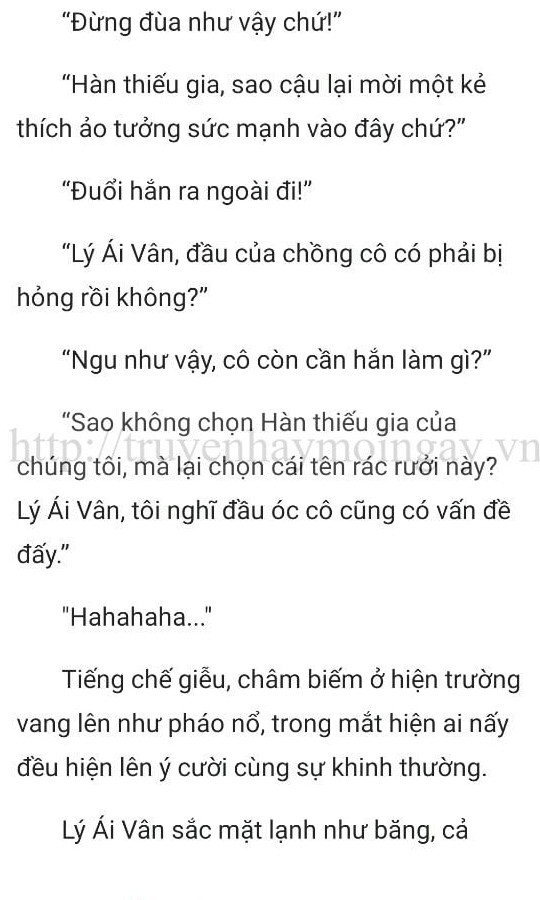 “Đừng đùa như vậy chứ!”
“Hàn thiếu gia, sao cậu lại mời một kẻ
thích ảo tưởng sức mạnh vào đây chứ?”
“Đuổi hắn ra ngoài đi!”
“Lý Ái Vân, đầu của chồng cô có phải bị
hỏng rồi không?”
“Ngu như vậy, cô còn cần hắn làm gì?”
“Sao không chọn Hàn thiếu gia của
http://truyenhaymoingay.vn
chúng tôi, mà lại chọn cái tên rác rưởi này?
Lý Ái Vân, tôi nghĩ đầu óc cô cũng có vấn đề
đấy.”
"Hahahaha..."
Tiếng chế giễu, châm biếm ở hiện trường
vang lên như pháo nổ, trong mắt hiện ai nấy
đều hiện lên ý cười cùng sự khinh thường.
Lý Ái Vân sắc mặt lạnh như băng, cả